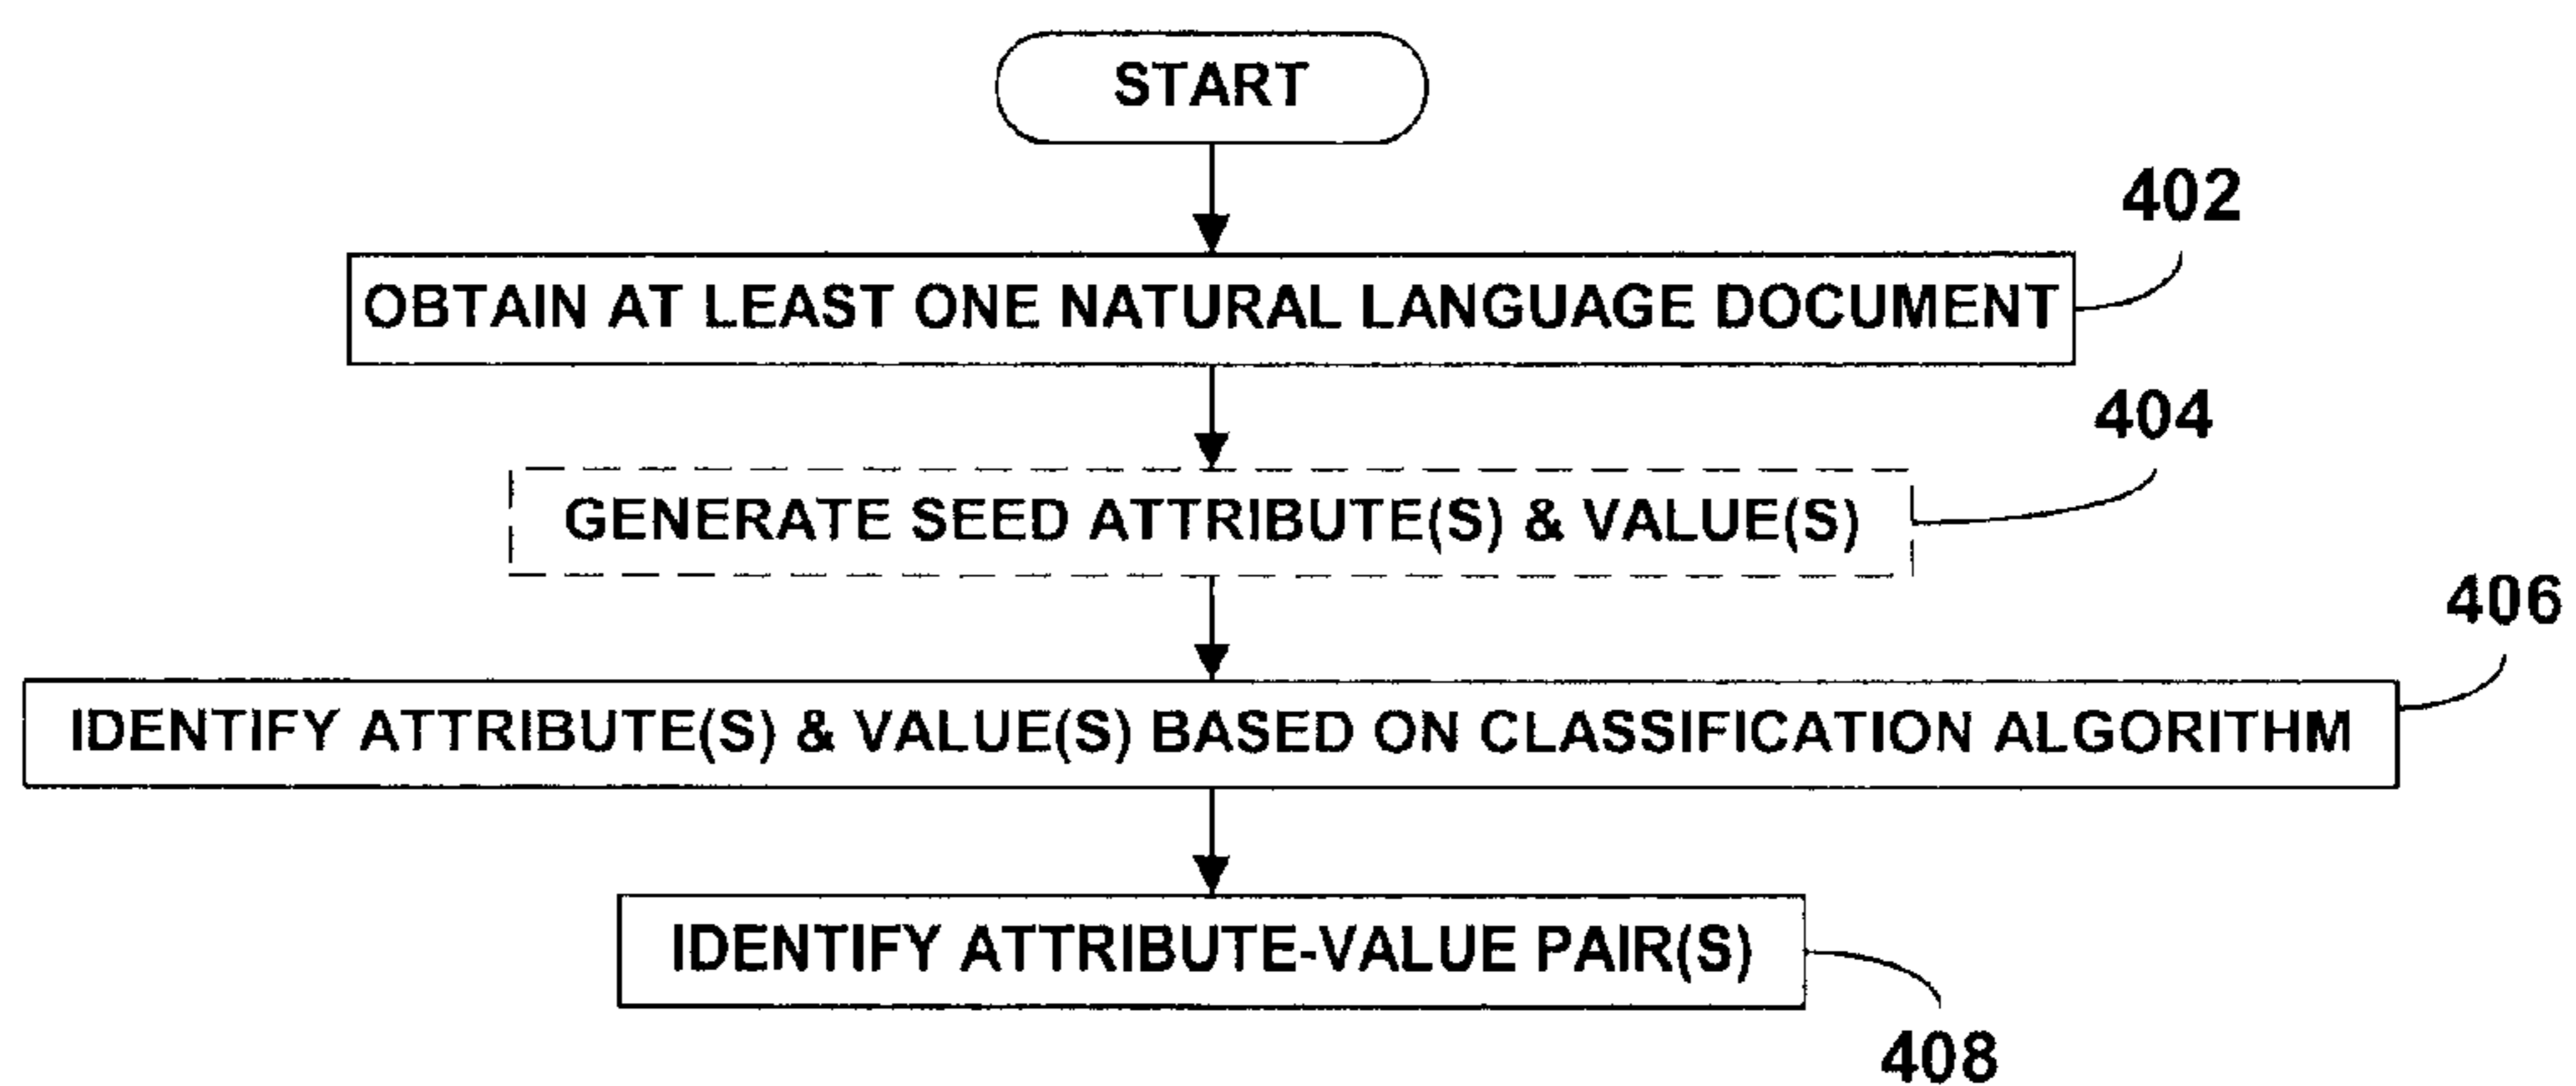 START
402
OBTAIN AT LEAST ONE NATURAL LANGUAGE DOCUMENT
404
GENERATE SEED ATTRIBUTE(S) & VALUE(S)
406
IDENTIFY ATTRIBUTE(S) & VALUE(S) BASED ON CLASSIFICATION ALGORITHM
IDENTIFY ATTRIBUTE-VALUE PAIR(S)
408